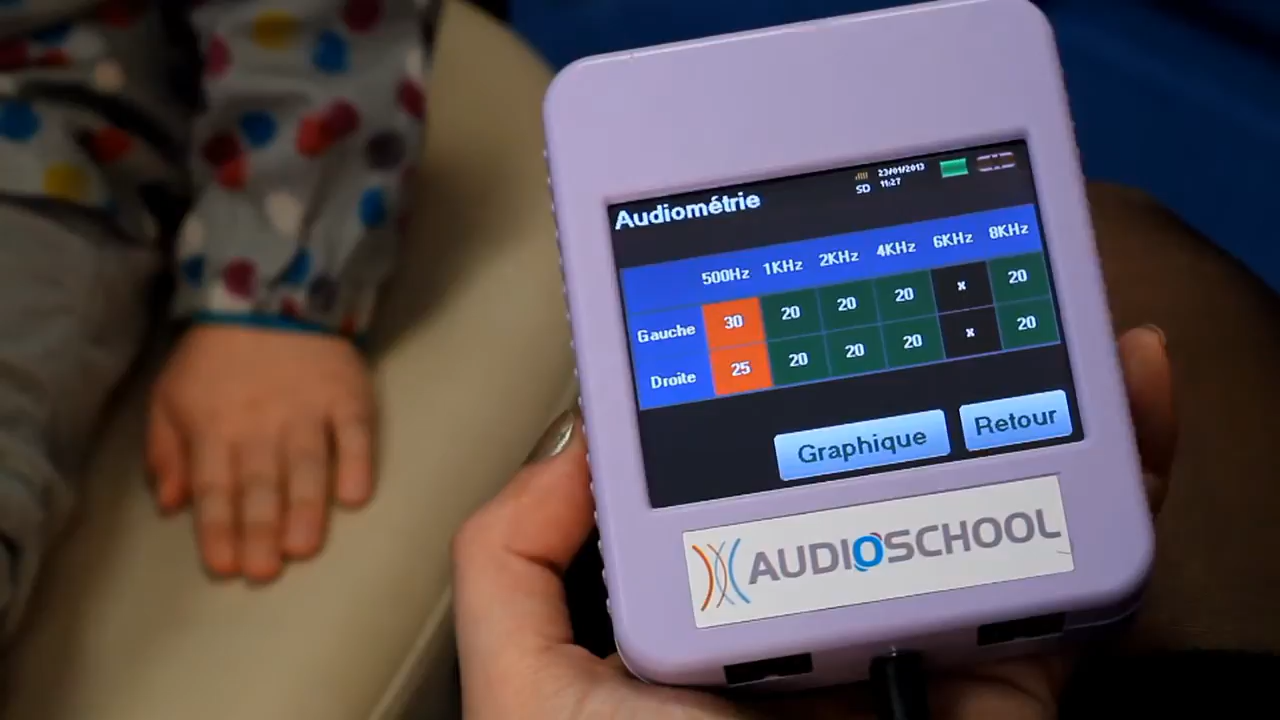 23/01/2013
SD 11:27
Audiométrie
500Hz 1KHz 2KHz 4KHz 6KHz 8KHz
Gauche 30 20 20 20 x 20
Droite 25 20 20 20 x 20
Graphique Retour
AUDIOSCHOOL